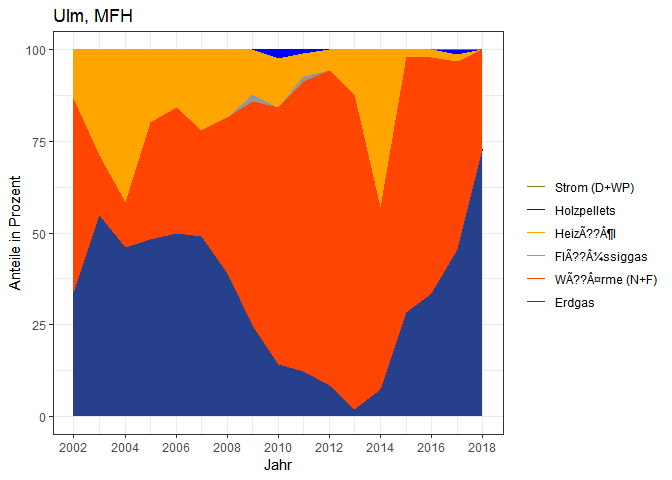 Ulm, MFH
100
75
50
25
0
Anteile in Prozent
2002 2004 2006 2008 2010 2012 2014 2016 2018
Jahr
Strom (D+WP)
Holzpellets
HeizÃ??Â¶l
FlÃ??Â¼ssiggas
WÃ??Â¤rme (N+F)
Erdgas